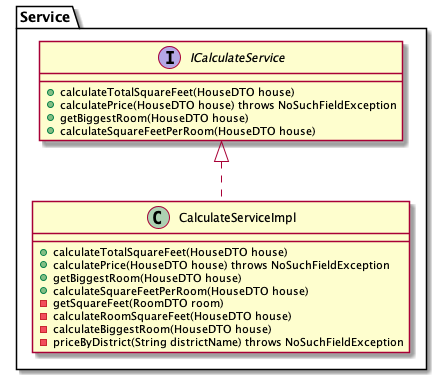 Service
I ICalculateService
calculateTotalSquareFeet(HouseDTO house)
calculatePrice(HouseDTO house) throws NoSuchFieldException
getBiggestRoom(HouseDTO house)
calculateSquareFeetPerRoom(HouseDTO house)
C CalculateServiceImpl
calculateTotalSquareFeet(HouseDTO house)
calculatePrice(HouseDTO house) throws NoSuchFieldException
getBiggestRoom(HouseDTO house)
calculateSquareFeetPerRoom(HouseDTO house)
getSquareFeet(RoomDTO room)
calculateRoomSquareFeet(HouseDTO house)
calculateBiggestRoom(HouseDTO house)
priceByDistrict(String districtName) throws NoSuchFieldException